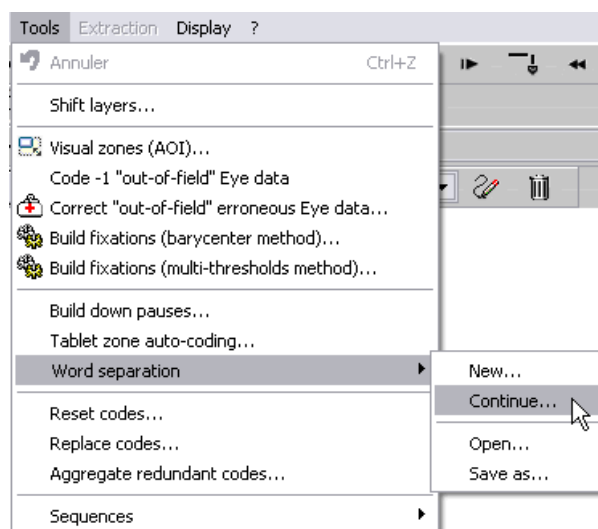 Tools Extraction Display ?
Annuler Ctrl+Z
Shift layers...
Visual zones (AOI)...
Code -1 "out-of-field" Eye data
Correct "out-of-field" erroneous Eye data...
Build fixations (barycenter method)...
Build fixations (multi-thresholds method)...
Build down pauses...
Tablet zone auto-coding...
Word separation
New...
Continue...
Open...
Save as...
Reset codes...
Replace codes...
Aggregate redundant codes...
Sequences